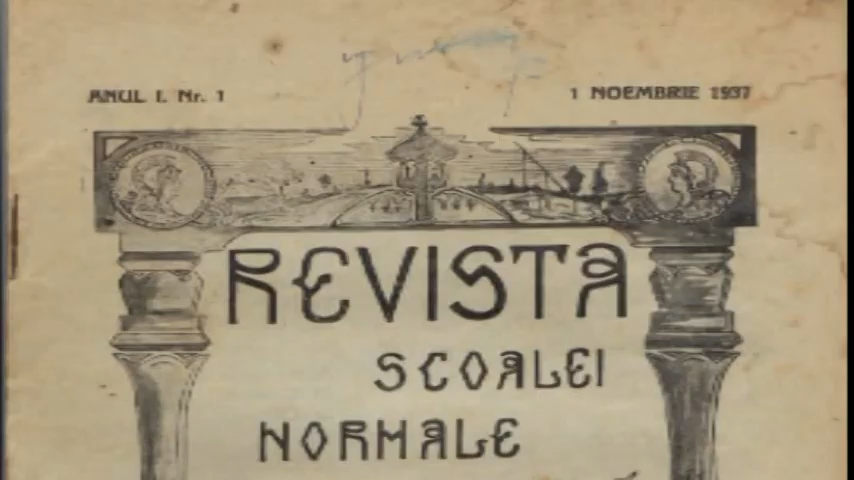 ANUL I. Nr. 1
1 NOEMBRIE 1937
REVISTA
SCOALEI
NORMALE